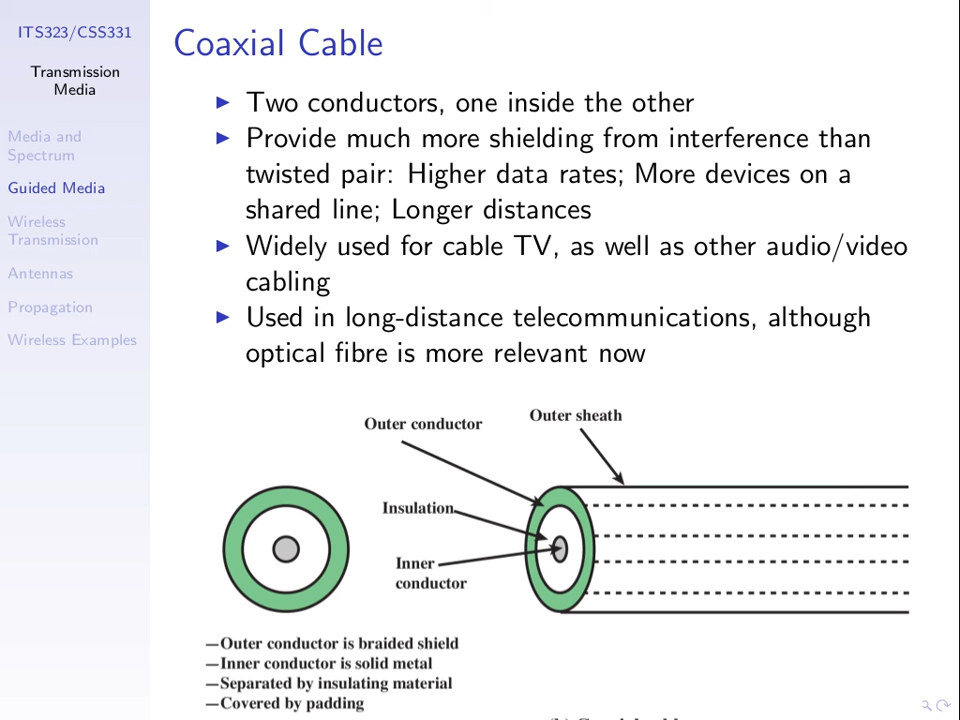 ITS323/CSS331
Transmission
Media
Media and
Spectrum
Guided Media
Wireless
Transmission
Antennas
Propagation
Wireless Examples
Coaxial Cable
Two conductors, one inside the other
Provide much more shielding from interference than
twisted pair: Higher data rates; More devices on a
shared line; Longer distances
Widely used for cable TV, as well as other audio/video
cabling
Used in long-distance telecommunications, although
optical fibre is more relevant now
Outer conductor
Outer sheath
Insulation
Inner
conductor
—Outer conductor is braided shield
—Inner conductor is solid metal
—Separated by insulating material
—Covered by padding